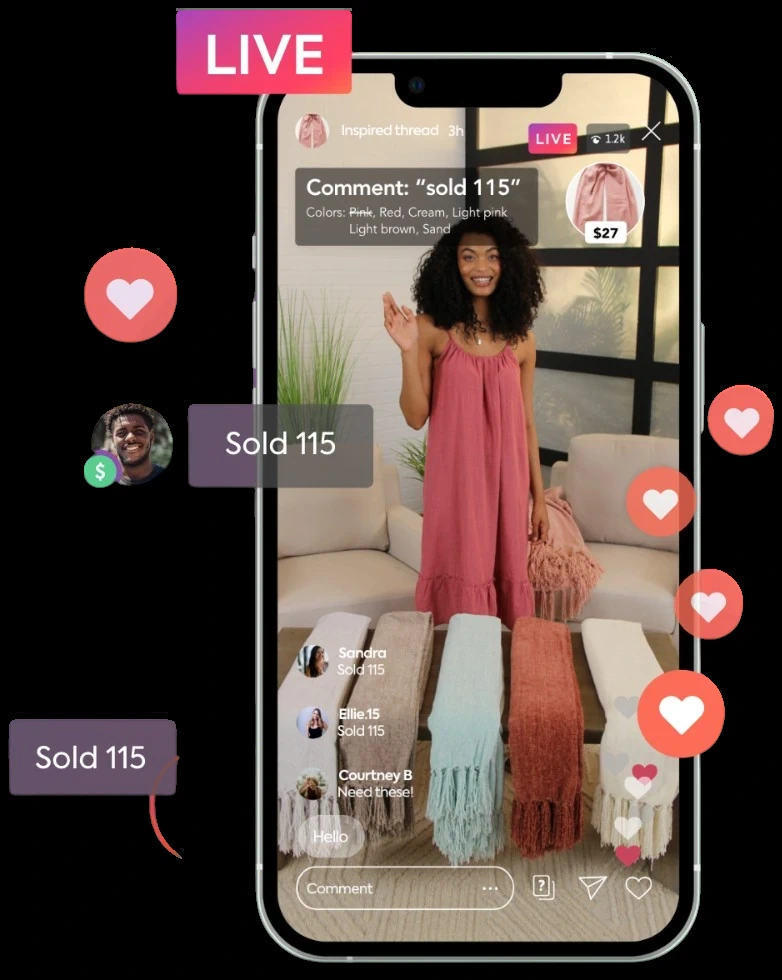 LIVE
Inspired thread 3h
LIVE
1.2k
Comment: "sold 115"
Colors: Pink, Red, Cream, Light pink
Light brown, Sand
$27
$
Sold 115
Sandra
Sold 115
Ellie.15
Sold 115
Sold 115
Courtney B
Need these!
Hello
Comment
?